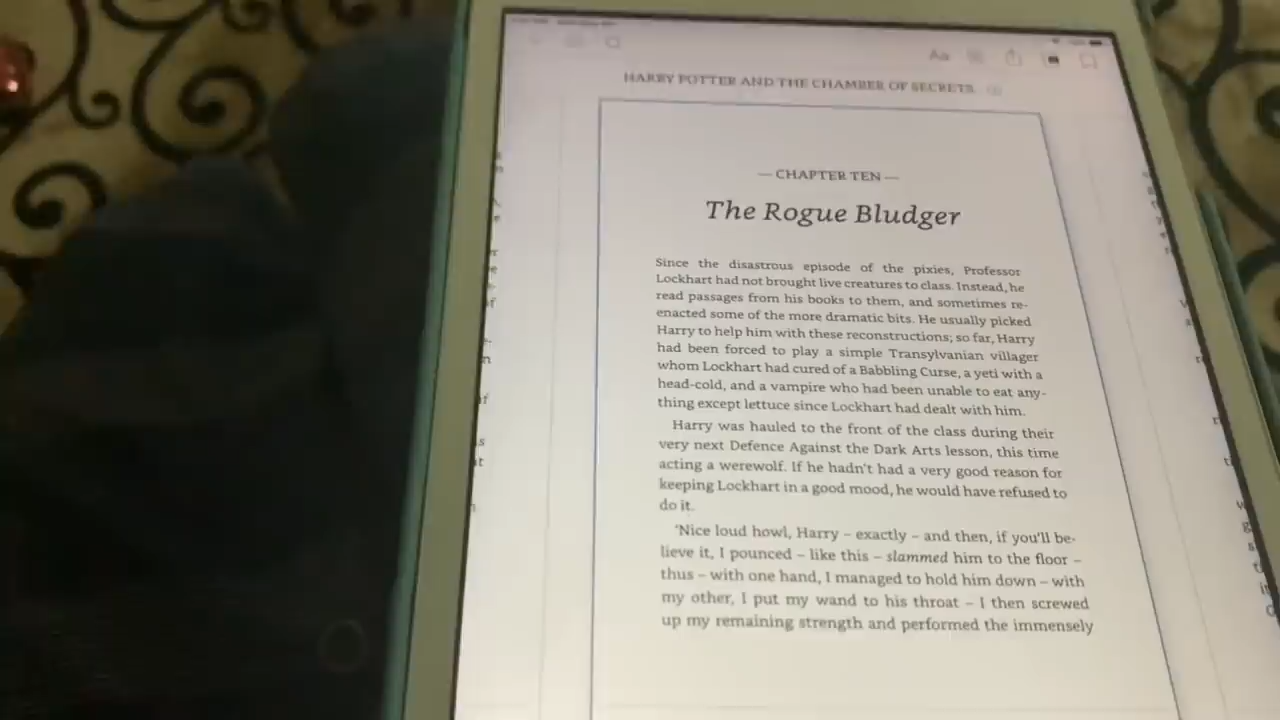 Aa
HARRY POTTER AND THE CHAMBER OF SECRETS
— CHAPTER TEN —
The Rogue Bludger
Since the disastrous episode of the pixies, Professor
Lockhart had not brought live creatures to class. Instead, he
read passages from his books to them, and sometimes re-
enacted some of the more dramatic bits. He usually picked
Harry to help him with these reconstructions; so far, Harry
had been forced to play a simple Transylvanian villager
whom Lockhart had cured of a Babbling Curse, a yeti with a
head-cold, and a vampire who had been unable to eat any-
thing except lettuce since Lockhart had dealt with him.
Harry was hauled to the front of the class during their
very next Defence Against the Dark Arts lesson, this time
acting a werewolf. If he hadn't had a very good reason for
keeping Lockhart in a good mood, he would have refused to
do it.
'Nice loud howl, Harry – exactly – and then, if you'll be-
lieve it, I pounced – like this – slammed him to the floor –
thus – with one hand, I managed to hold him down – with
my other, I put my wand to his throat – I then screwed
up my remaining strength and performed the immensely